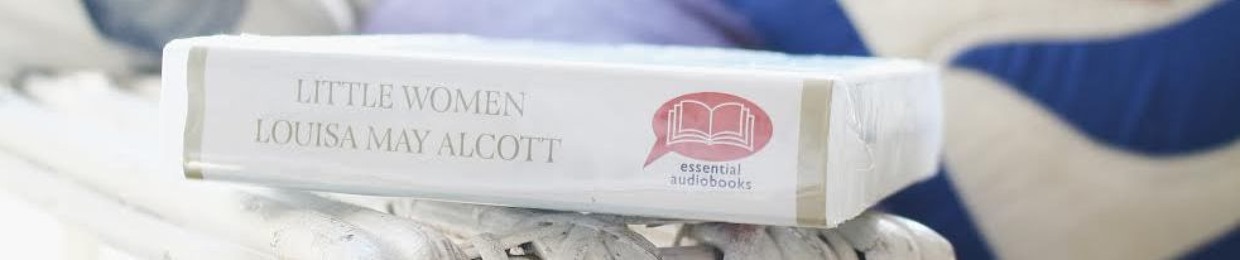 LITTLE WOMEN
LOUISA MAY ALCOTT
essential
audiobooks